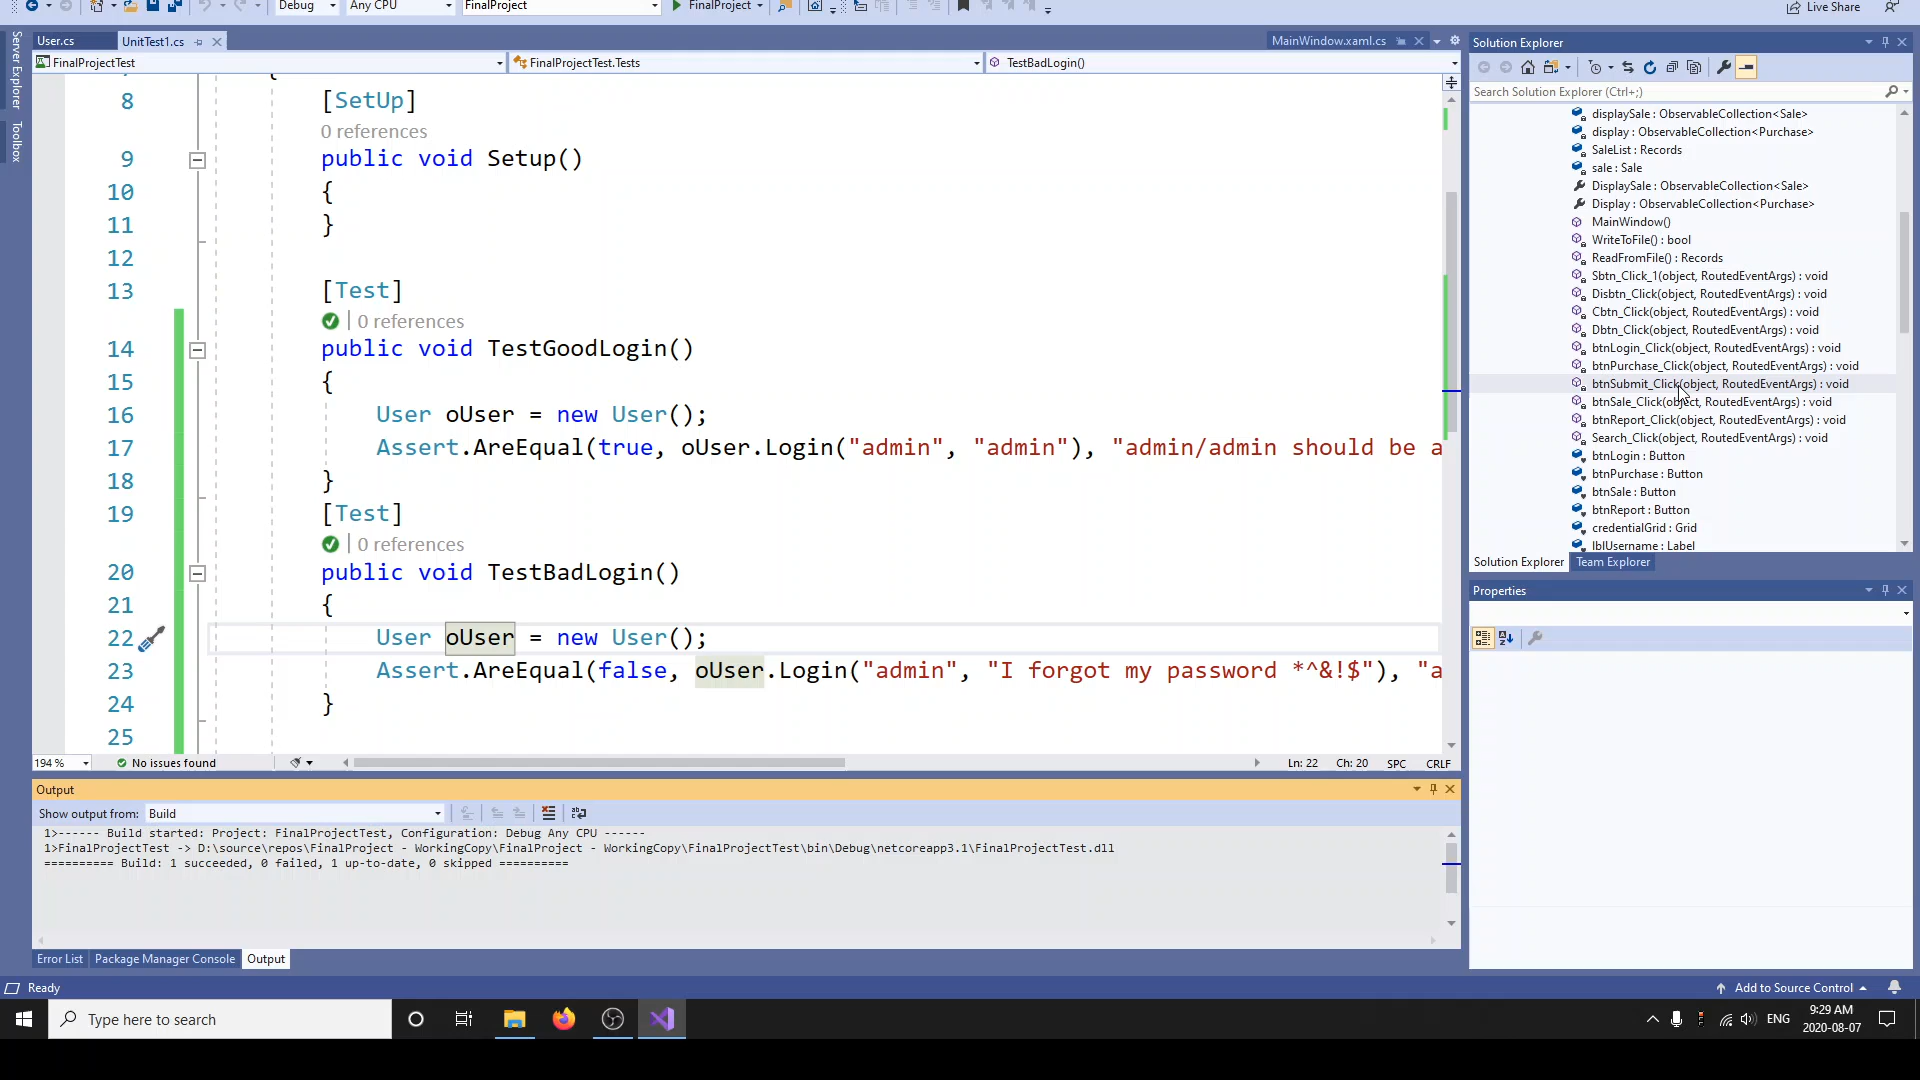 Debug
Any CPU
FinalProject
FinalProject
Live Share
User.cs
UnitTest1.cs
MainWindow.xaml.cs
FinalProjectTest
FinalProjectTest.Tests
TestBadLogin()
Server Explorer
Toolbox
{
8 [SetUp]
0 references
9 public void Setup()
10 {
11 }
12
13 [Test]
0 references
14 public void TestGoodLogin()
15 {
16 User oUser = new User();
17 Assert.AreEqual(true, oUser.Login("admin", "admin"), "admin/admin should be a
18 }
19 [Test]
0 references
20 public void TestBadLogin()
21 {
22 User oUser = new User();
23 Assert.AreEqual(false, oUser.Login("admin", "I forgot my password *^&!$"), "a
24 }
25
194 %
No issues found
Ln: 22
Ch: 20
SPC
CRLF
Output
Show output from:
Build
1>------ Build started: Project: FinalProjectTest, Configuration: Debug Any CPU ------
1>FinalProjectTest -> D:\source\repos\FinalProject - WorkingCopy\FinalProject - WorkingCopy\FinalProjectTest\bin\Debug\netcoreapp3.1\FinalProjectTest.dll
========== Build: 1 succeeded, 0 failed, 1 up-to-date, 0 skipped ==========
Error List
Package Manager Console
Output
Solution Explorer
Search Solution Explorer (Ctrl+;)
displaySale : ObservableCollection<Sale>
display : ObservableCollection<Purchase>
SaleList : Records
sale : Sale
DisplaySale : ObservableCollection<Sale>
Display : ObservableCollection<Purchase>
MainWindow()
WriteToFile() : bool
ReadFromFile() : Records
Sbtn_Click_1(object, RoutedEventArgs) : void
Disbtn_Click(object, RoutedEventArgs) : void
Cbtn_Click(object, RoutedEventArgs) : void
Dbtn_Click(object, RoutedEventArgs) : void
btnLogin_Click(object, RoutedEventArgs) : void
btnPurchase_Click(object, RoutedEventArgs) : void
btnSubmit_Click(object, RoutedEventArgs) : void
btnSale_Click(object, RoutedEventArgs) : void
btnReport_Click(object, RoutedEventArgs) : void
Search_Click(object, RoutedEventArgs) : void
btnLogin : Button
btnPurchase : Button
btnSale : Button
btnReport : Button
credentialGrid : Grid
lblUsername : Label
Solution Explorer
Team Explorer
Properties
Ready
Add to Source Control
Type here to search
ENG
9:29 AM
2020-08-07